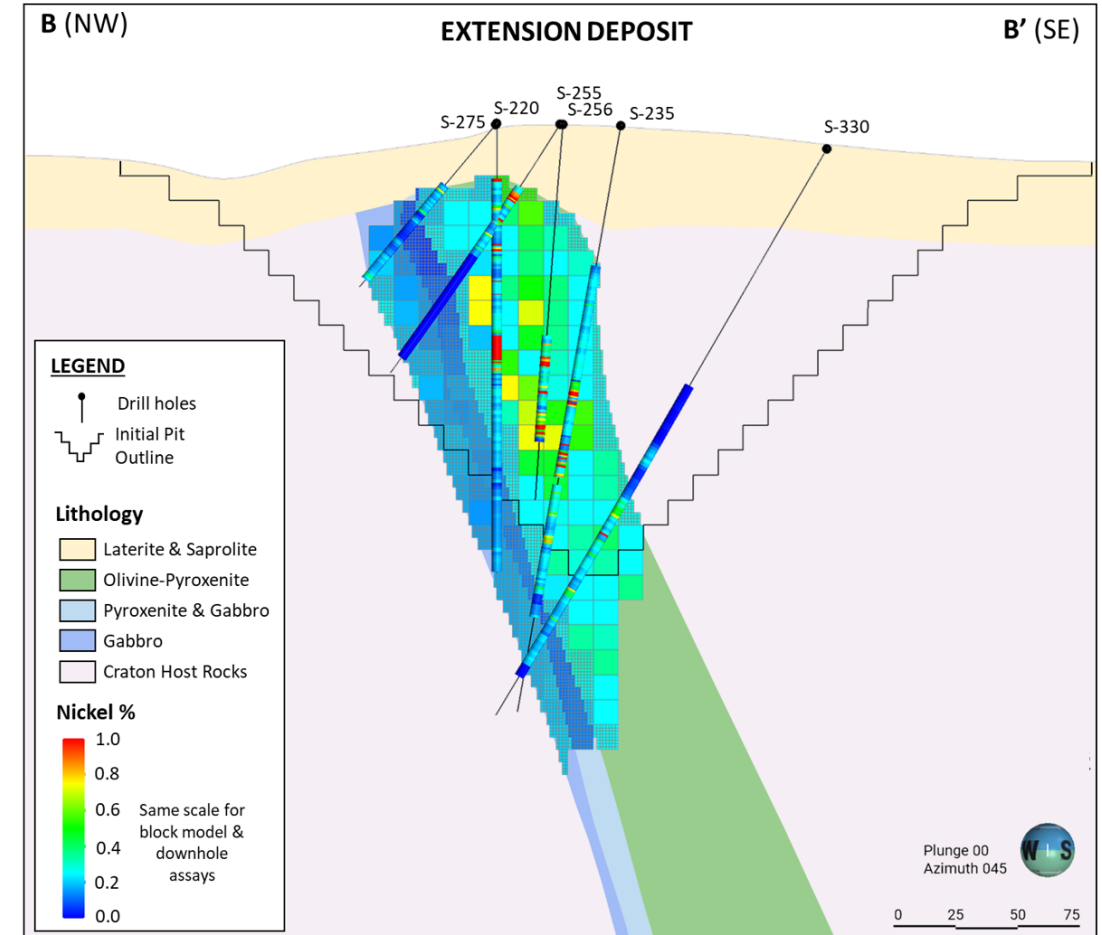 B (NW)
EXTENSION DEPOSIT
B’ (SE)
S-255
S-275
S-220
S-256
S-235
S-330
LEGEND
Drill holes
Initial Pit
Outline
Lithology
Laterite & Saprolite
Olivine-Pyroxenite
Pyroxenite & Gabbro
Gabbro
Craton Host Rocks
Nickel %
1.0
0.8
0.6
0.4
0.2
0.0
Same scale for
block model &
downhole
assays
Plunge 00
Azimuth 045
W S
0 25 50 75